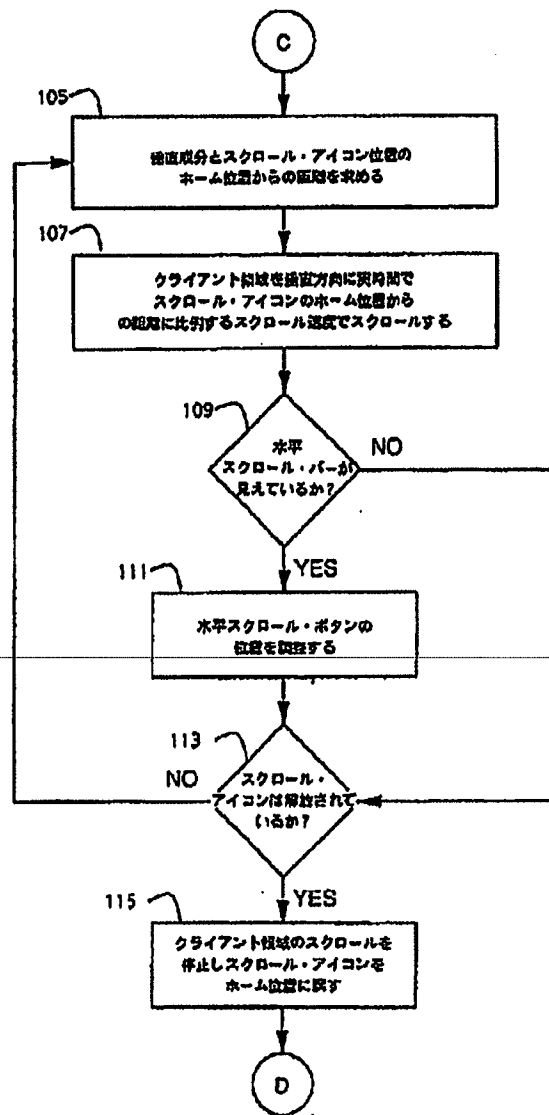 C
105
垂直成分とスクロール・アイコン位置の
ホーム位置からの距離を求める
107
クライアント領域を垂直方向に実時間で
スクロール・アイコンのホーム位置から
の距離に比例するスクロール速度でスクロールする
109
水平
スクロール・バーが
見えているか?
NO
YES
111
水平スクロール・ボタンの
位置を調整する
113
スクロール・
アイコンは解放されて
いるか?
NO
YES
115
クライアント領域のスクロールを
停止しスクロール・アイコンを
ホーム位置に戻す
D